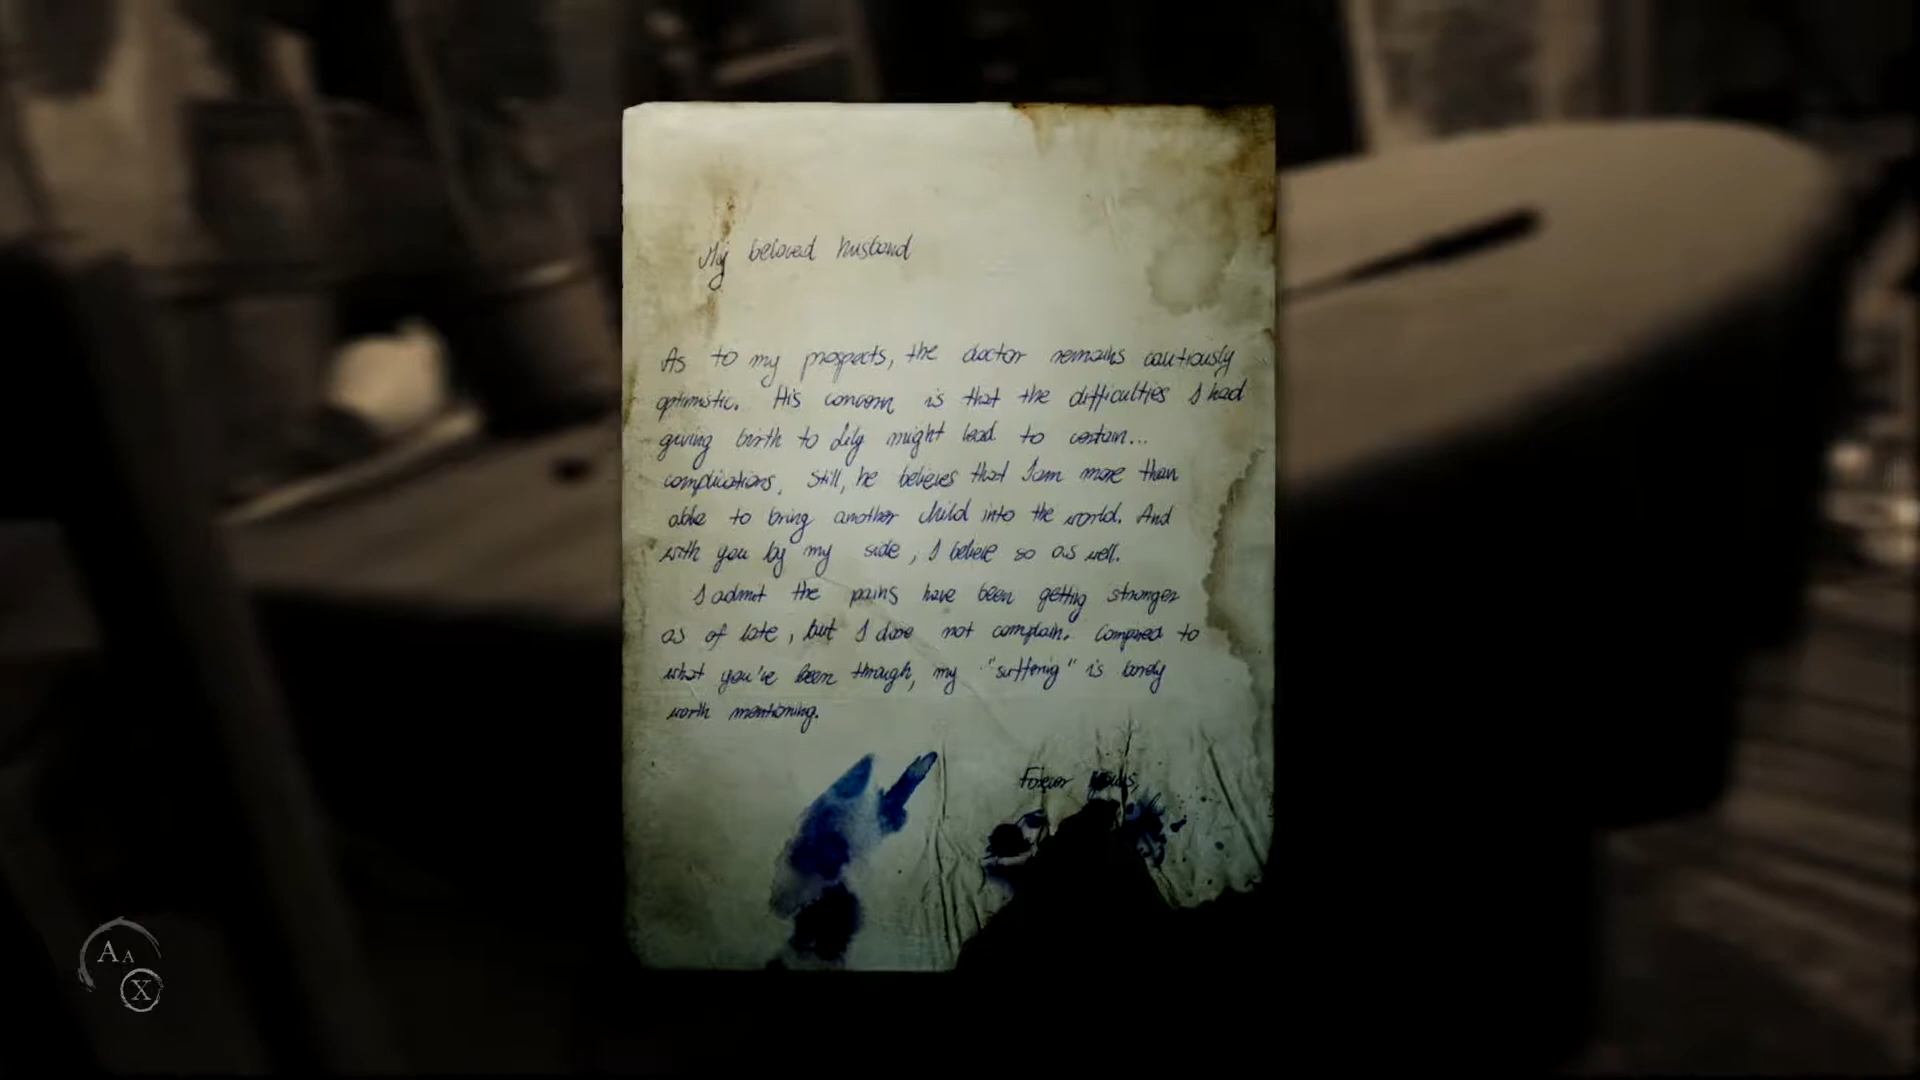 My beloved husband
As to my prospects, the doctor remains cautiously
optimistic. His concern is that the difficulties I had
giving birth to Lily might lead to certain...
complications. Still, he believes that I am more than
able to bring another child into the world. And
with you by my side, I believe so as well.
I admit the pains have been getting stronger
as of late, but I dare not complain. Compared to
what you've been through, my "suffering" is barely
worth mentioning.
Forever yours,
A A
X